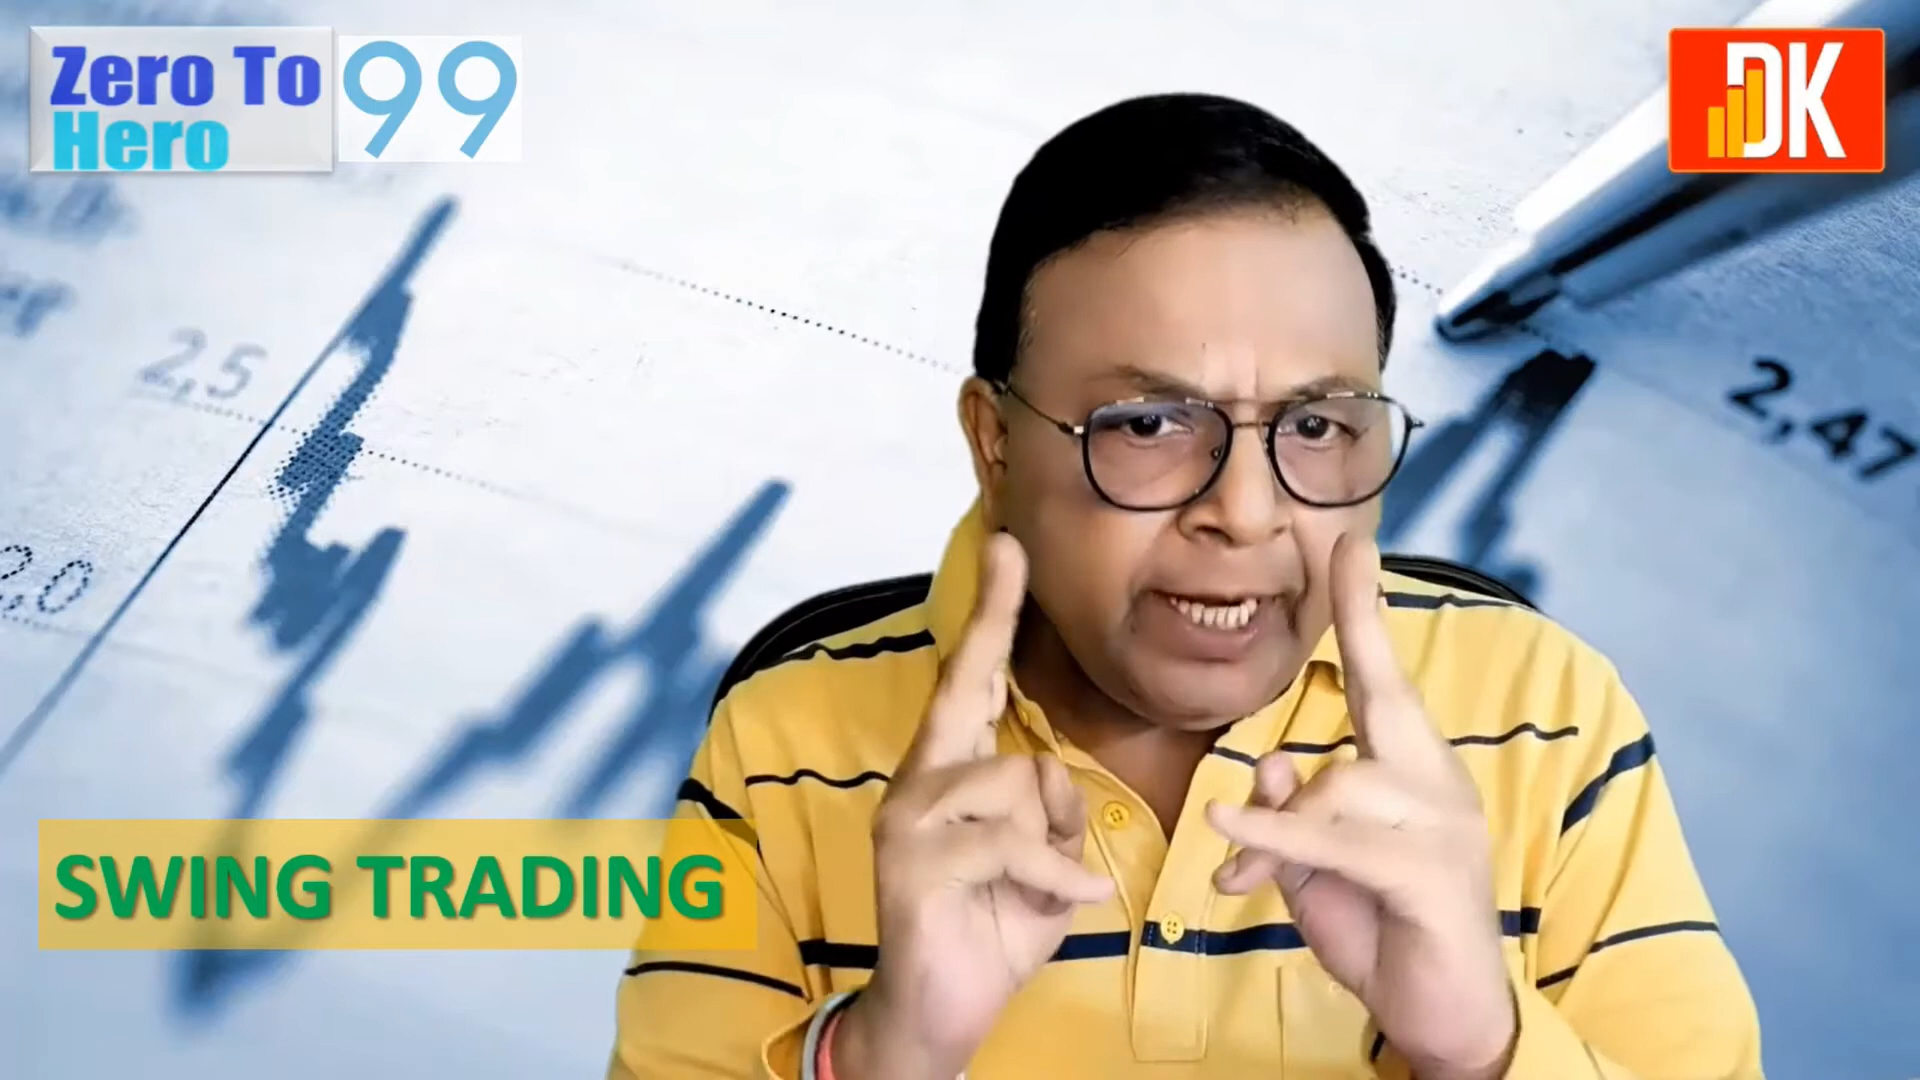 Zero To
Hero
99
DK
2,5
2,0
2,47
SWING TRADING